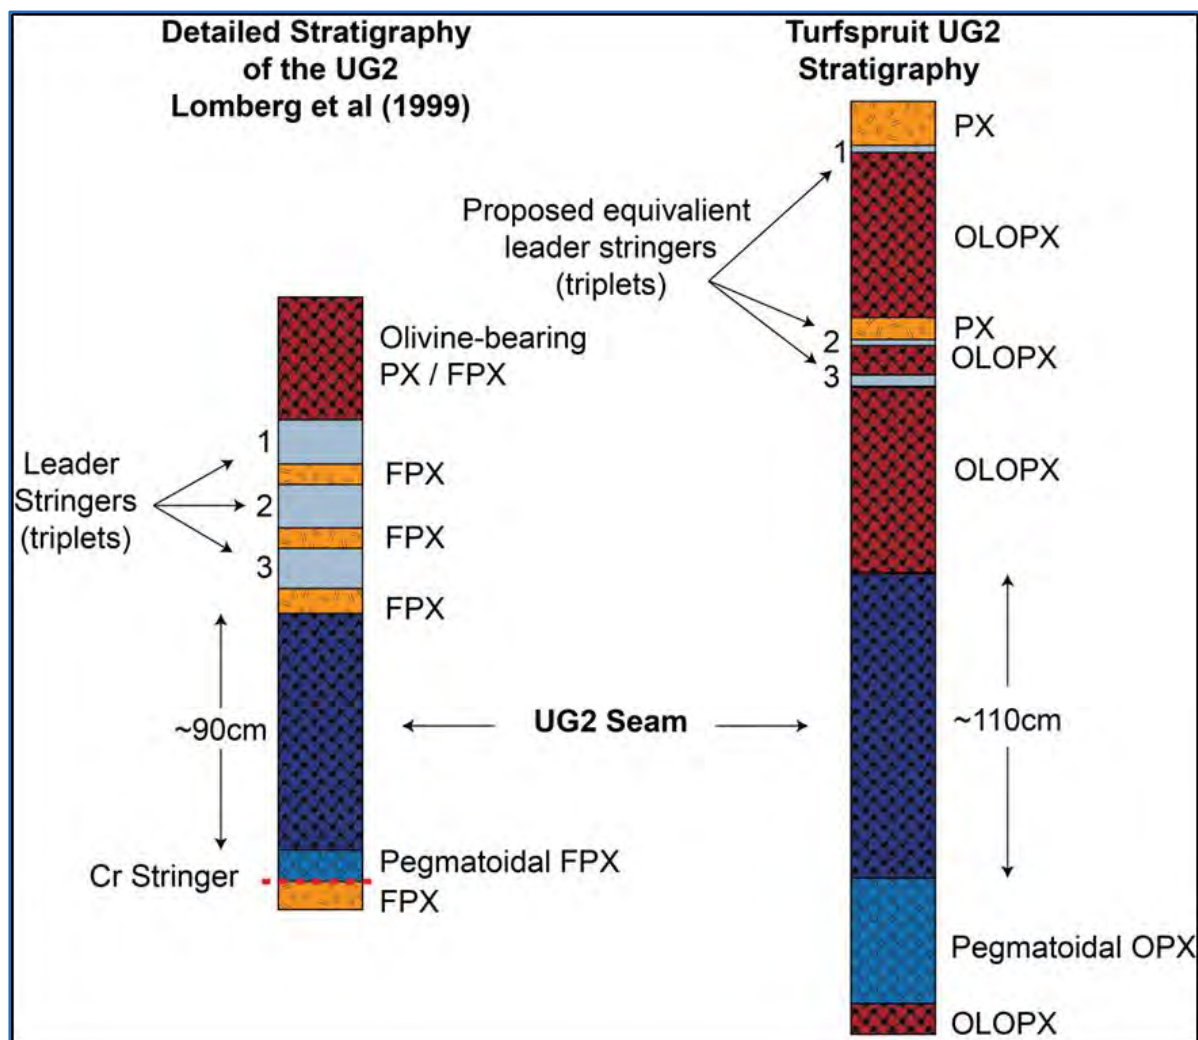 Detailed Stratigraphy
of the UG2
Lomberg et al (1999)
Olivine-bearing
PX / FPX
1
FPX
2
FPX
3
FPX
Leader
Stringers
(triplets)
~90cm
Cr Stringer
Pegmatoidal FPX
FPX
UG2 Seam
Turfspruit UG2
Stratigraphy
PX
1
OLOPX
Proposed equivalient
leader stringers
(triplets)
PX
2
OLOPX
3
OLOPX
~110cm
Pegmatoidal OPX
OLOPX